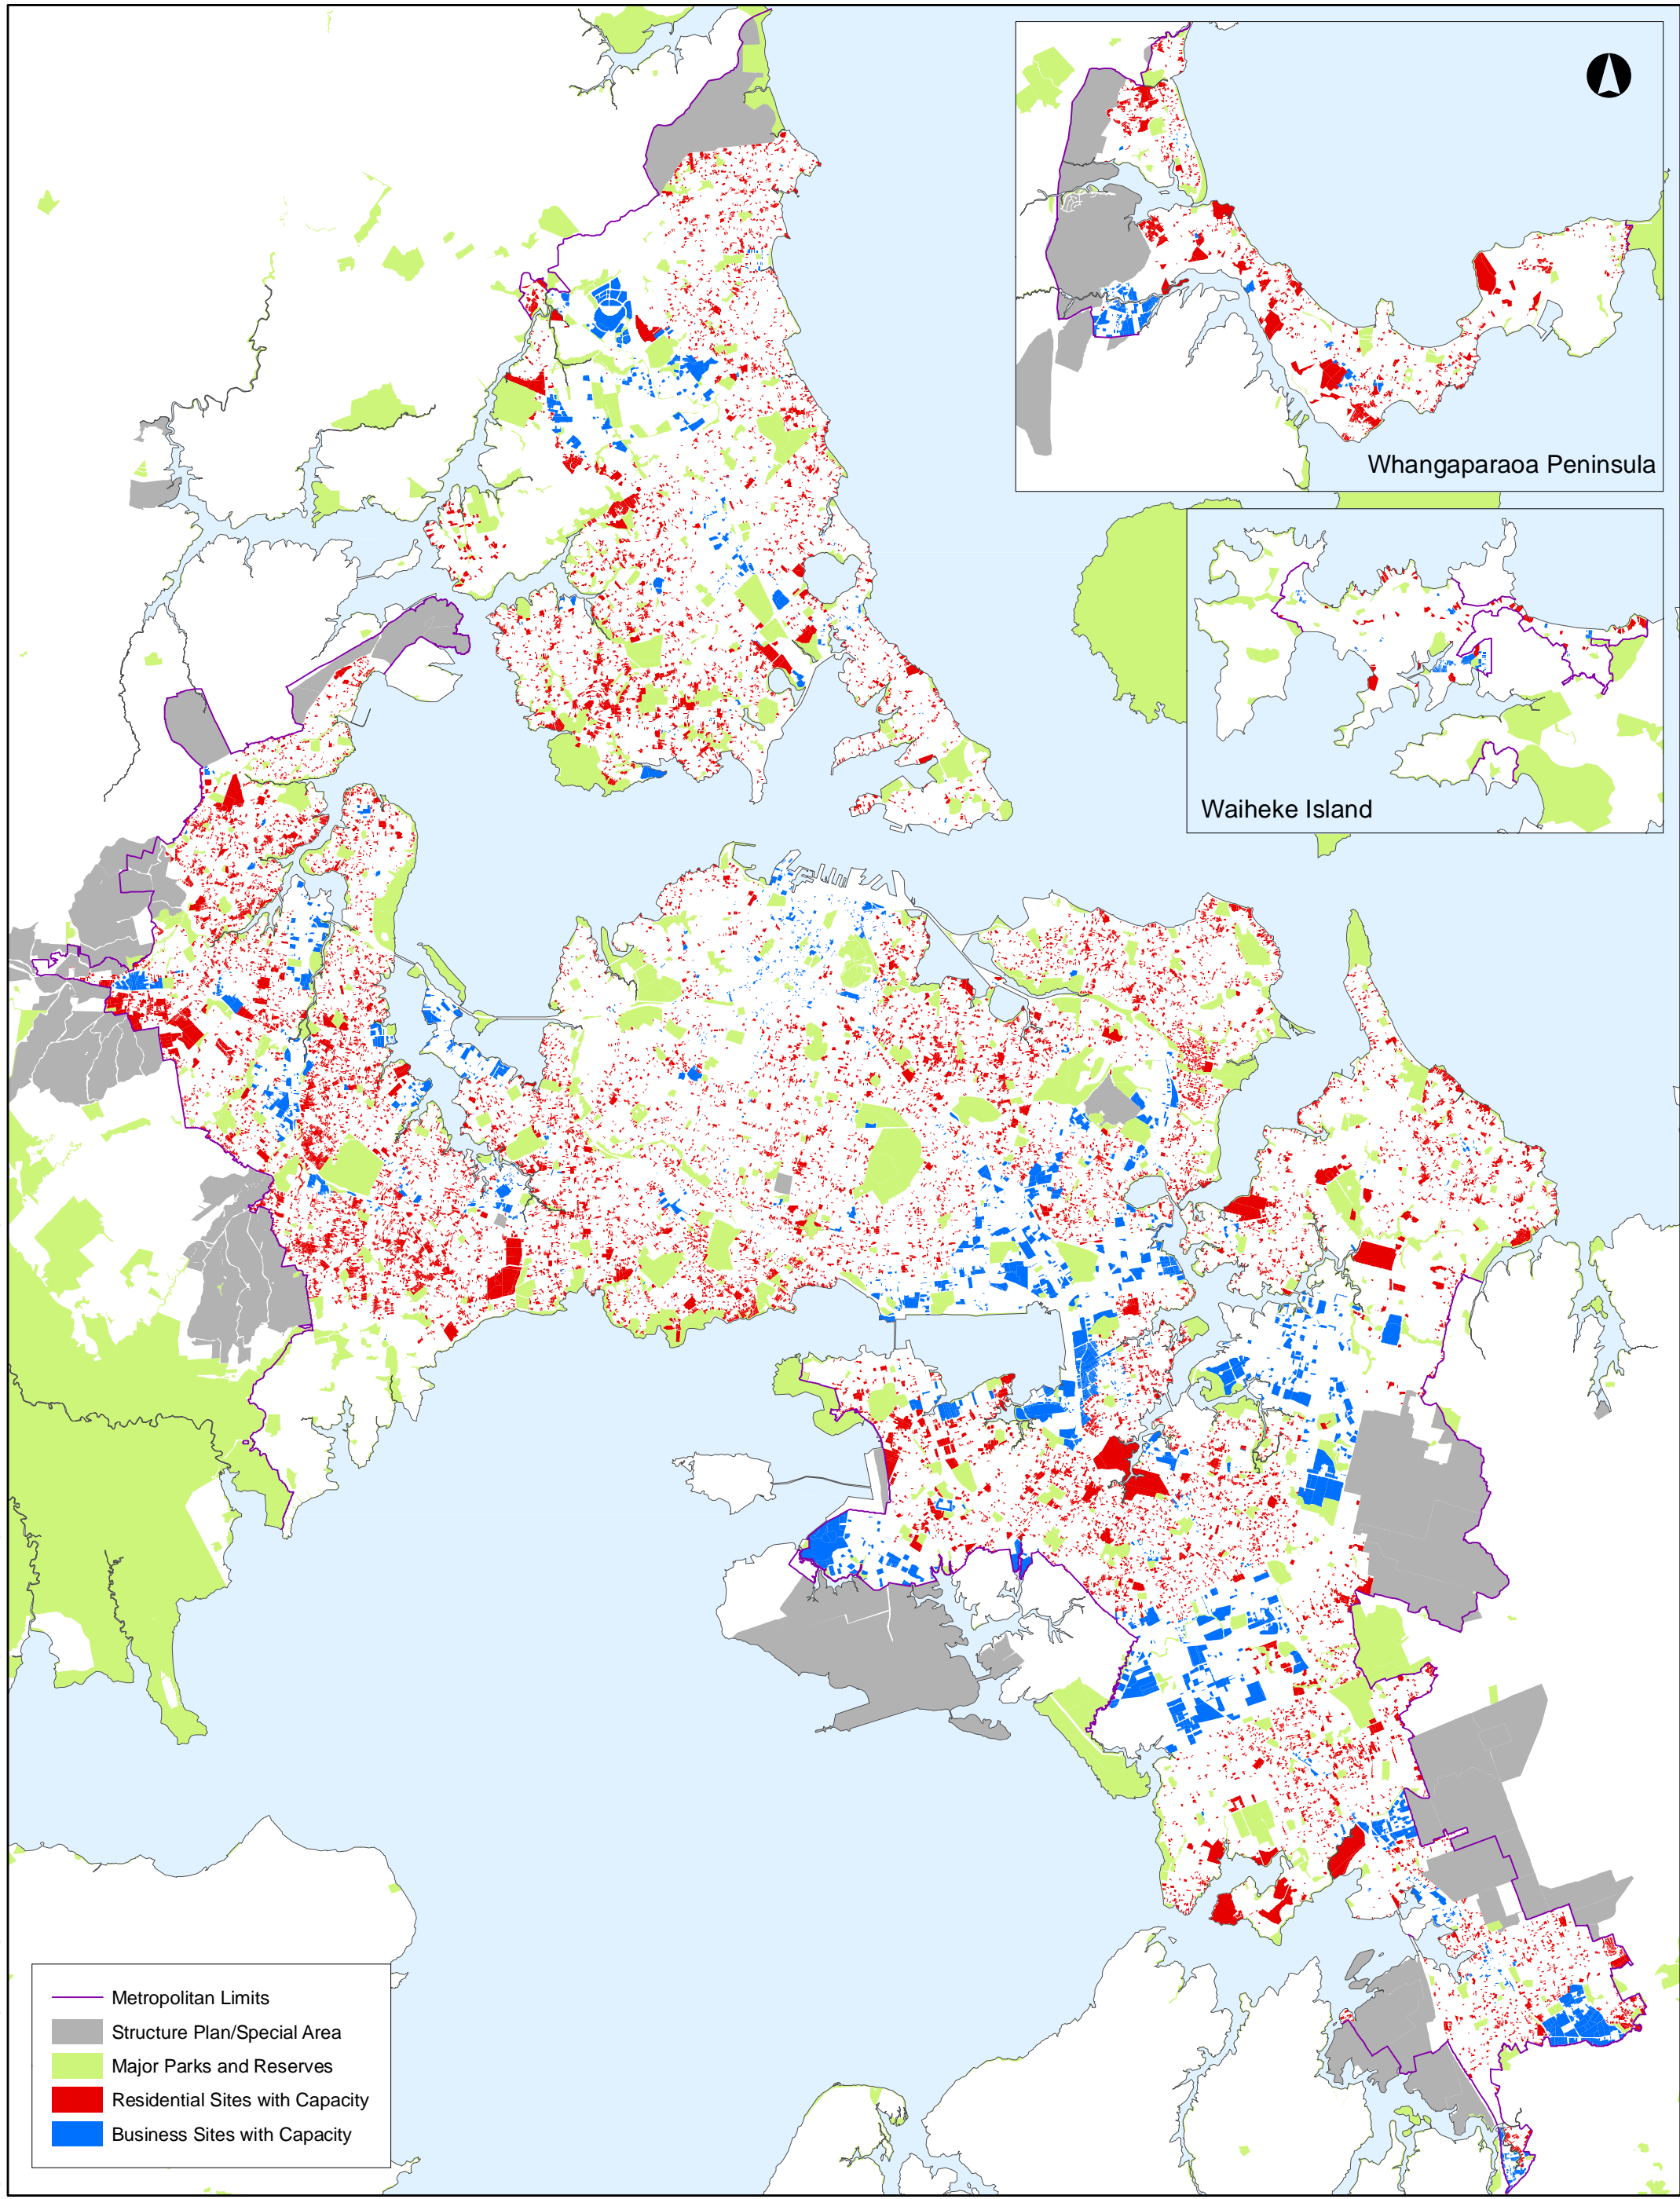 Whangaparaoa Peninsula
Waiheke Island
Metropolitan Limits
Structure Plan/Special Area
Major Parks and Reserves
Residential Sites with Capacity
Business Sites with Capacity